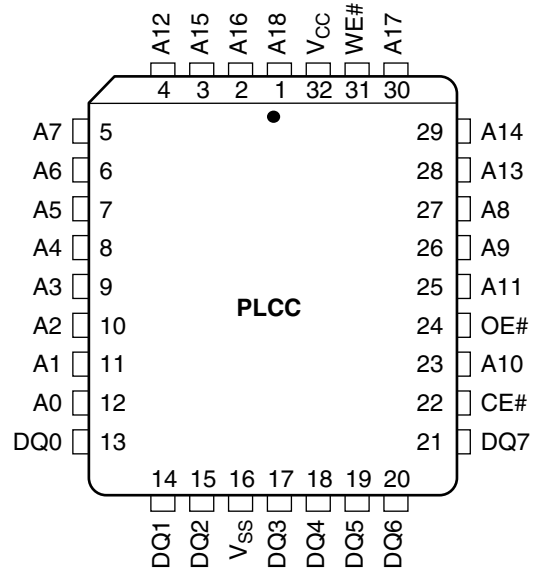 A12 A15 A16 A18 VCC WE# A17
4 3 2 1 32 31 30
A7 5 29 A14
A6 6 28 A13
A5 7 27 A8
A4 8 26 A9
A3 9 25 A11
PLCC
A2 10 24 OE#
A1 11 23 A10
A0 12 22 CE#
DQ0 13 21 DQ7
14 15 16 17 18 19 20
DQ1 DQ2 VSS DQ3 DQ4 DQ5 DQ6